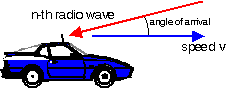 n-th radio wave
angle of arrival
speed v